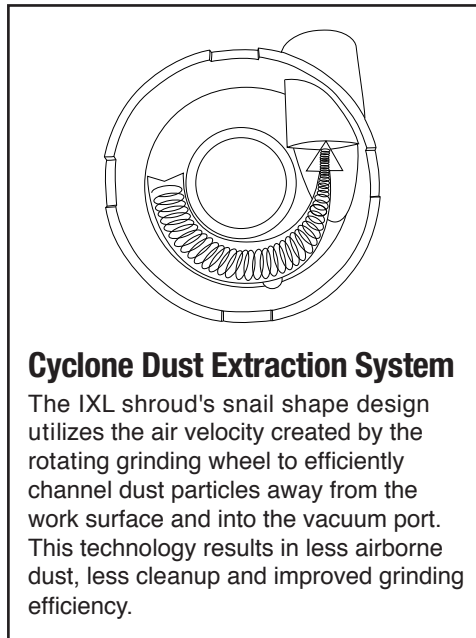 Cyclone Dust Extraction System
The IXL shroud's snail shape design
utilizes the air velocity created by the
rotating grinding wheel to efficiently
channel dust particles away from the
work surface and into the vacuum port.
This technology results in less airborne
dust, less cleanup and improved grinding
efficiency.